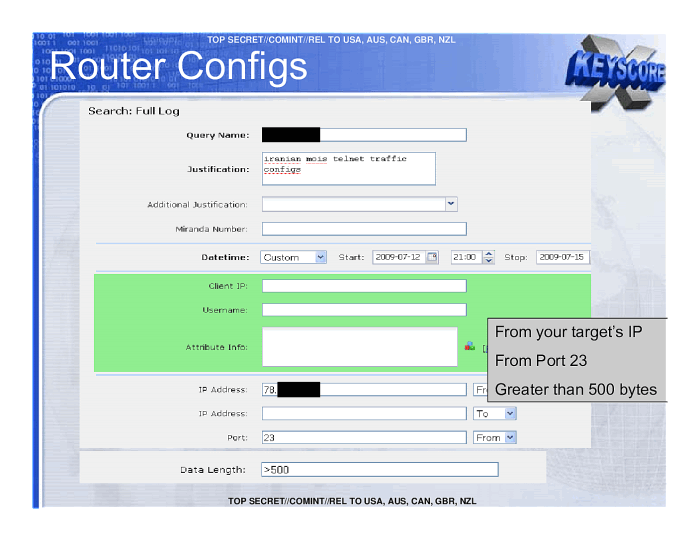 TOP SECRET//COMINT//REL TO USA, AUS, CAN, GBR, NZL
Router Configs
XKEYSCORE
Search: Full Log
Query Name:
Justification: iranian mois telnet traffic
configs
Additional Justification:
Miranda Number:
Datetime: Custom Start: 2009-07-12 21:00 Stop: 2009-07-15
Client IP:
Username:
Attribute Info:
From your target's IP
From Port 23
Greater than 500 bytes
IP Address: 78.
IP Address: To
Port: 23 From
Data Length: >500
TOP SECRET//COMINT//REL TO USA, AUS, CAN, GBR, NZL